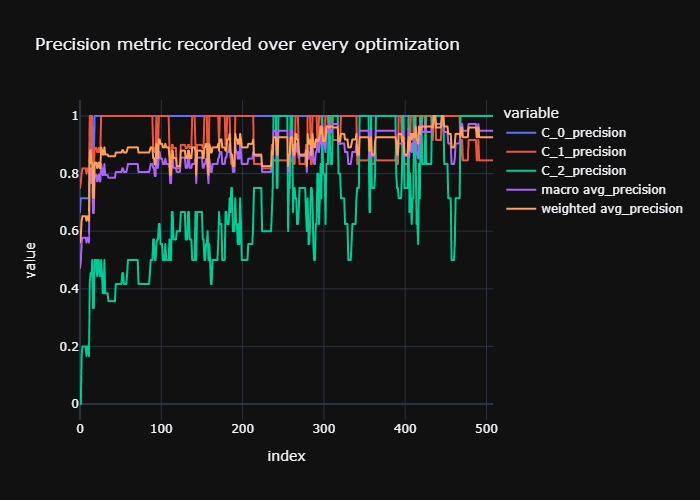 Precision metric recorded over every optimization
variable
C_0_precision
C_1_precision
C_2_precision
macro avg_precision
weighted avg_precision
value
1
0.8
0.6
0.4
0.2
0
0 100 200 300 400 500
index